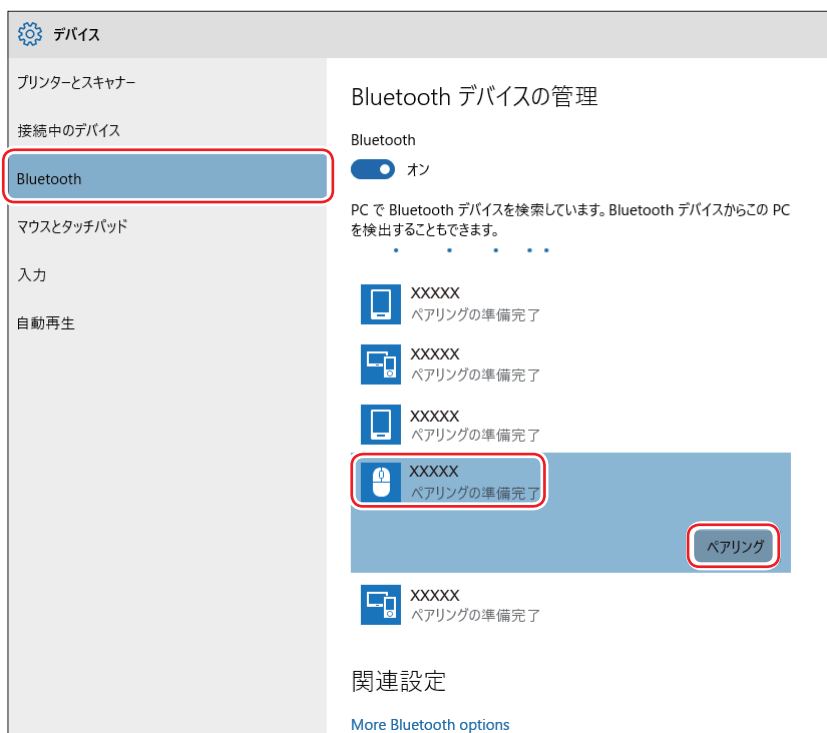 デバイス
プリンターとスキャナー
接続中のデバイス
Bluetooth
マウスとタッチパッド
入力
自動再生
Bluetooth デバイスの管理
Bluetooth
オン
PC で Bluetooth デバイスを検索しています。Bluetooth デバイスからこの PC
を検出することもできます。
XXXXX
ペアリングの準備完了
XXXXX
ペアリングの準備完了
XXXXX
ペアリングの準備完了
XXXXX
ペアリングの準備完了
ペアリング
XXXXX
ペアリングの準備完了
関連設定
More Bluetooth options